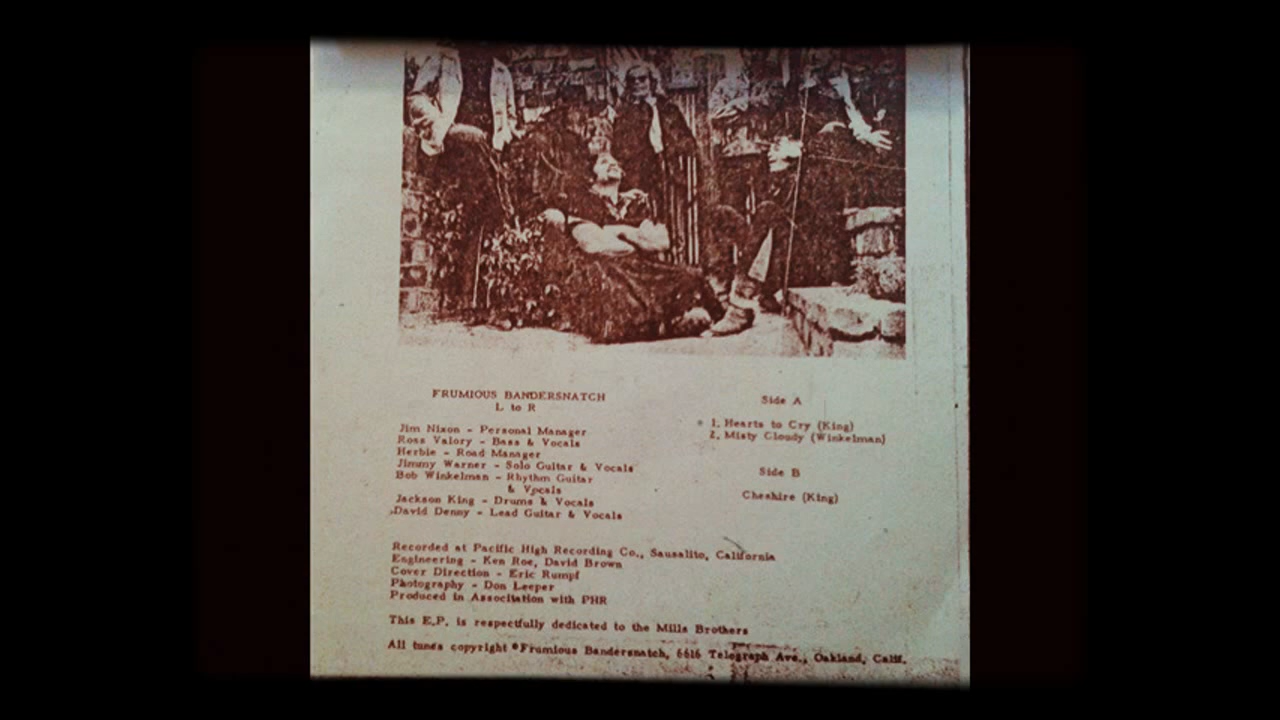 FRUMIOUS BANDERSNATCH
L to R
Jim Nixon - Personal Manager
Ross Valory - Bass & Vocals
Herbie - Road Manager
Jimmy Warner - Solo Guitar & Vocals
Bob Winkelman - Rhythm Guitar
& Vocals
Jackson King - Drums & Vocals
David Denny - Lead Guitar & Vocals
Side A
1. Hearts to Cry (King)
2. Misty Cloudy (Winkelman)
Side B
Cheshire (King)
Recorded at Pacific High Recording Co., Sausalito, California
Engineering - Ken Roe, David Brown
Cover Direction - Eric Rumpf
Photography - Don Leeper
Produced in Association with PHR
This E.P. is respectfully dedicated to the Mills Brothers
All tunes copyright ©Frumious Bandersnatch, 6616 Telegraph Ave., Oakland, Calif.